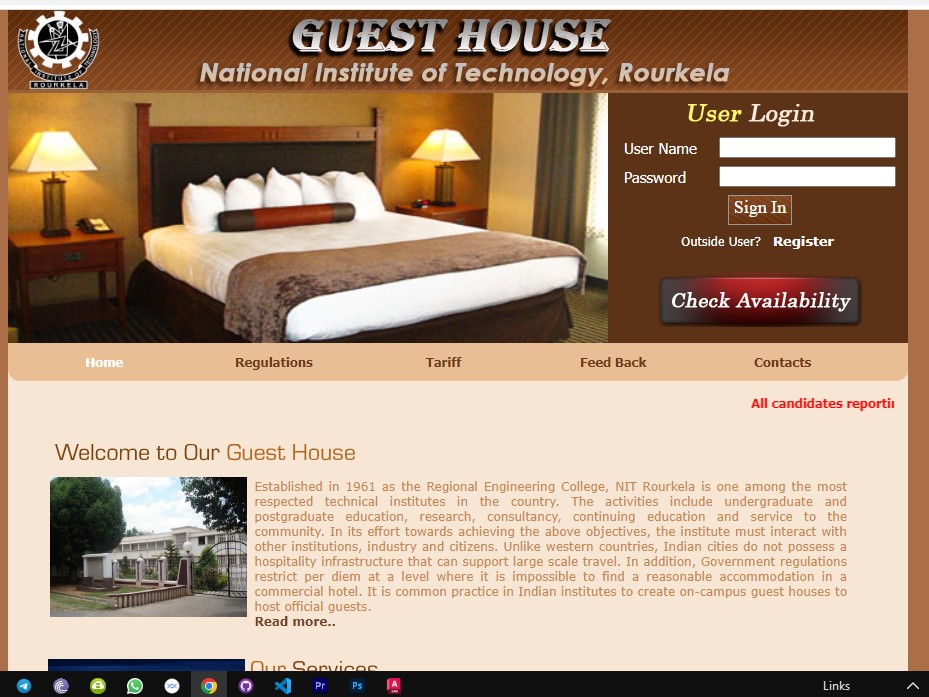 GUEST HOUSE
National Institute of Technology, Rourkela
NATIONAL INSTITUTE OF TECHNOLOGY
ROURKELA
User Login
User Name
Password
Sign In
Outside User? Register
Check Availability
Home Regulations Tariff Feed Back Contacts
All candidates
Welcome to Our Guest House
Established in 1961 as the Regional Engineering College, NIT Rourkela is one among the most
respected technical institutes in the country. The activities include undergraduate and
postgraduate education, research, consultancy, continuing education and service to the
community. In its effort towards achieving the above objectives, the institute must interact with
other institutions, industry and citizens. Unlike western countries, Indian cities do not possess a
hospitality infrastructure that can support large scale travel. In addition, Government regulations
restrict per diem at a level where it is impossible to find a reasonable accommodation in a
commercial hotel. It is common practice in Indian institutes to create on-campus guest houses to
host official guests.
Read more..
Our Services
Pr Ps A
Links